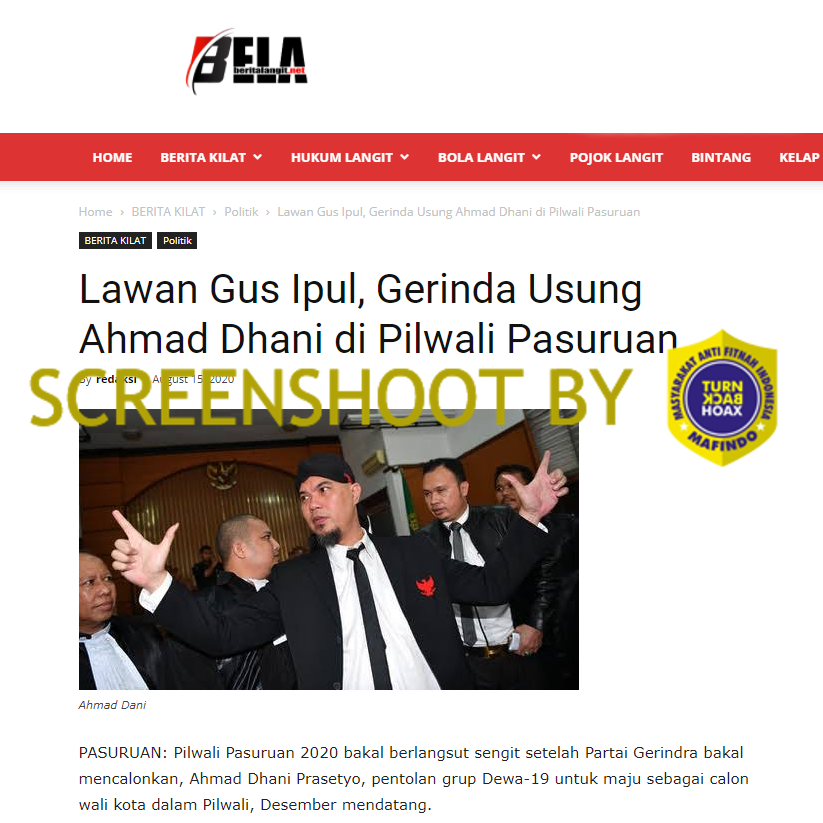 BELA
beritalangit.net
HOME BERITA KILAT HUKUM LANGIT BOLA LANGIT POJOK LANGIT BINTANG KELAP
Home › BERITA KILAT › Politik › Lawan Gus Ipul, Gerinda Usung Ahmad Dhani di Pilwali Pasuruan
BERITA KILAT Politik
Lawan Gus Ipul, Gerinda Usung
Ahmad Dhani di Pilwali Pasuruan
By redaksi - August 15, 2020
SCREENSHOOT BY
MASYARAKAT ANTI FITNAH INDONESIA
TURN
BACK
HOAX
MAFINDO
Ahmad Dani
PASURUAN: Pilwali Pasuruan 2020 bakal berlangsut sengit setelah Partai Gerindra bakal
mencalonkan, Ahmad Dhani Prasetyo, pentolan grup Dewa-19 untuk maju sebagai calon
wali kota dalam Pilwali, Desember mendatang.